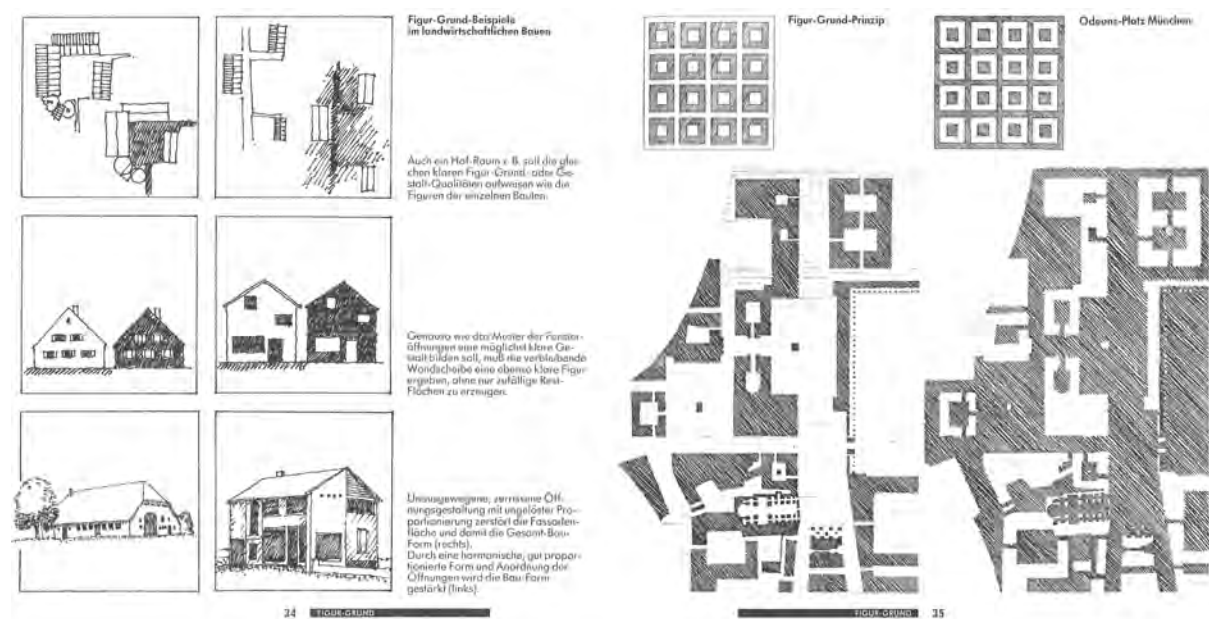 Figur-Grund-Beispiele
im landwirtschaftlichen Bauen
Auch ein Hof-Raum z. B. soll die glei-
chen klaren Figur-Grund- oder Ge-
stalt-Qualitäten aufweisen wie die
Figuren der einzelnen Bauten.
Genauso wie das Muster der Fenster-
öffnungen eine möglichst klare Ge-
stalt bilden soll, muß die verbleibende
Wandscheibe eine ebenso klare Figur
ergeben, ohne nur zufällige Rest-
Flächen zu erzeugen.
Unausgewogene, zerrissene Öff-
nungsgestaltung mit ungelöster Pro-
portionierung zerstört die Fassaden-
fläche und damit die Gesamt-Bau-
Form (rechts).
Durch eine harmonische, gut propor-
tionierte Form und Anordnung der
Öffnungen wird die Bau-Form
gestärkt (links).
34 FIGUR-GRUND
Figur-Grund-Prinzip
Odeons-Platz München
FIGUR-GRUND 35